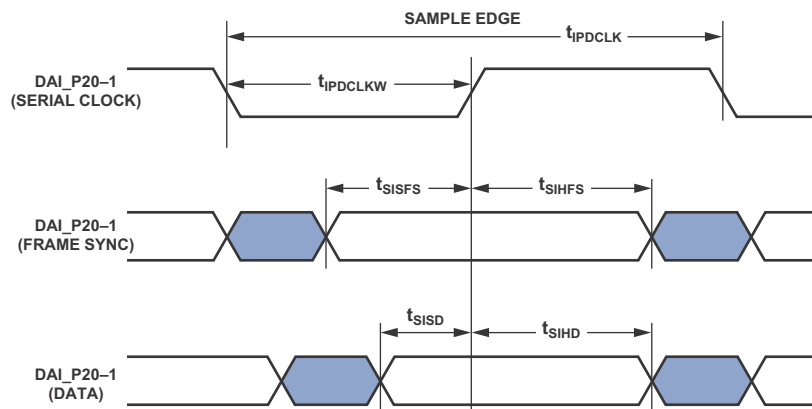 SAMPLE EDGE
tIPDCLK
DAI_P20–1
(SERIAL CLOCK)
tIPDCLKW
tSISFS
tSIHFS
DAI_P20–1
(FRAME SYNC)
tSISD
tSIHD
DAI_P20–1
(DATA)